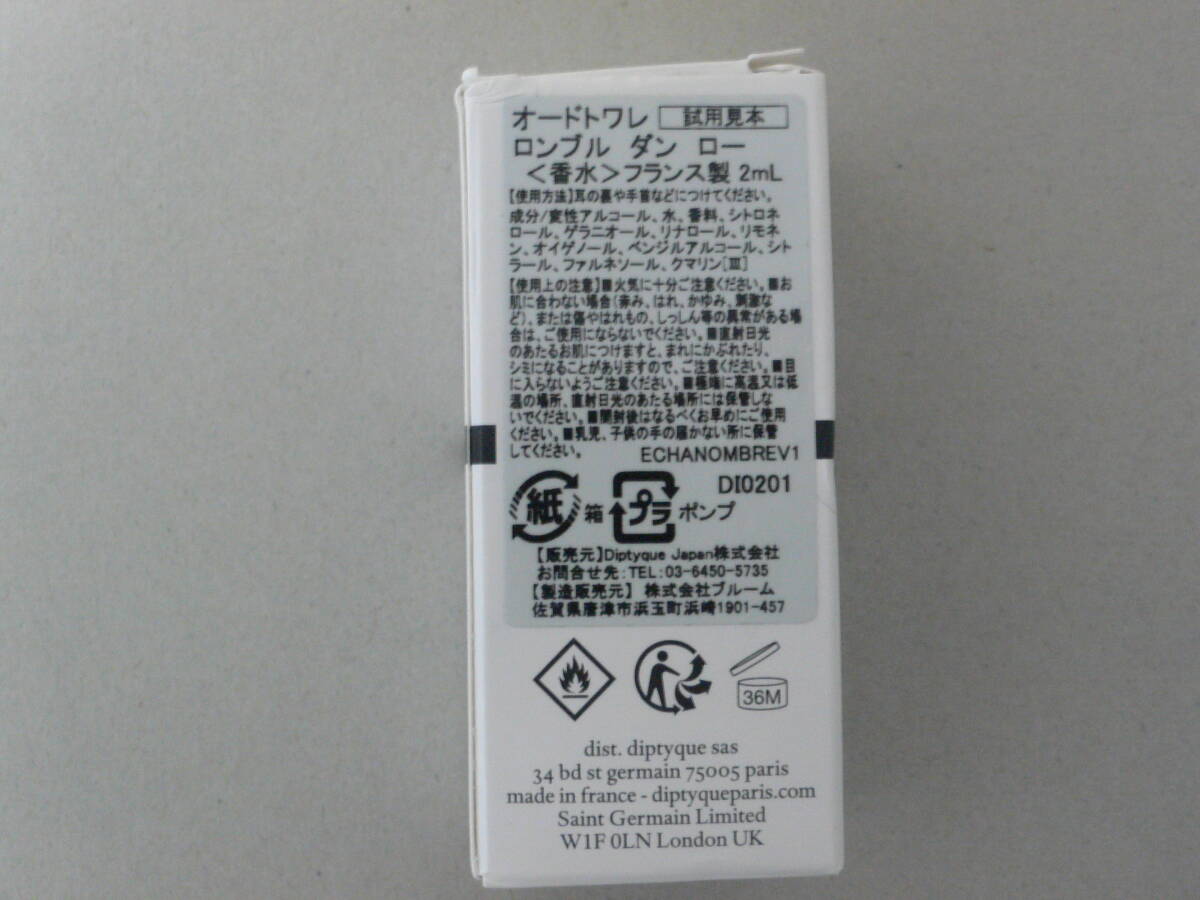 オードトワレ 試用見本
ロンブル ダン ロー
＜香水＞フランス製 2mL
【使用方法】耳の裏や手首などにつけてください。
成分/変性アルコール、水、香料、シトロネ
ロール、ゲラニオール、リナロール、リモネ
ン、オイゲノール、ベンジルアルコール、シト
ラール、ファルネソール、クマリン[Ⅲ]
【使用上の注意】■火気に十分ご注意ください。■お
肌に合わない場合(赤み、はれ、かゆみ、刺激な
ど)、または傷やはれもの、しっしん等の異常がある場
合は、ご使用にならないでください。■直射日光
のあたるお肌につけますと、まれにかぶれたり、
シミになることがありますので、ご注意ください。■目
に入らないようご注意ください。■極端に高温又は低
温の場所、直射日光のあたる場所には保管しな
いでください。■開封後はなるべくお早めにご使用
ください。■乳児、子供の手の届かない所に保管
してください。 ECHANOMBREV1
DI0201
紙 箱 プラ ポンプ
【販売元】Diptyque Japan株式会社
お問合せ先:TEL:03-6450-5735
【製造販売元】 株式会社ブルーム
佐賀県唐津市浜玉町浜崎1901-457
36M
dist. diptyque sas
34 bd st germain 75005 paris
made in france - diptyqueparis.com
Saint Germain Limited
W1F 0LN London UK